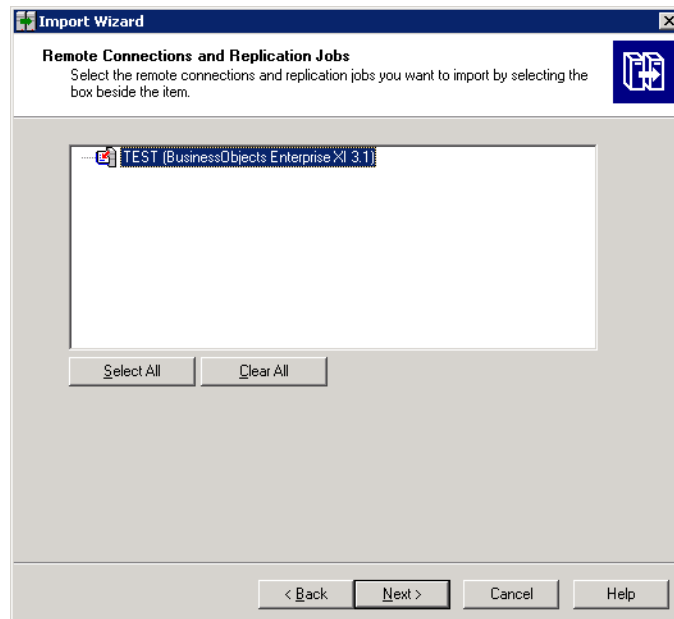 Import Wizard
Remote Connections and Replication Jobs
Select the remote connections and replication jobs you want to import by selecting the
box beside the item.
TEST (BusinessObjects Enterprise XI 3.1)
Select All Clear All
< Back Next > Cancel Help